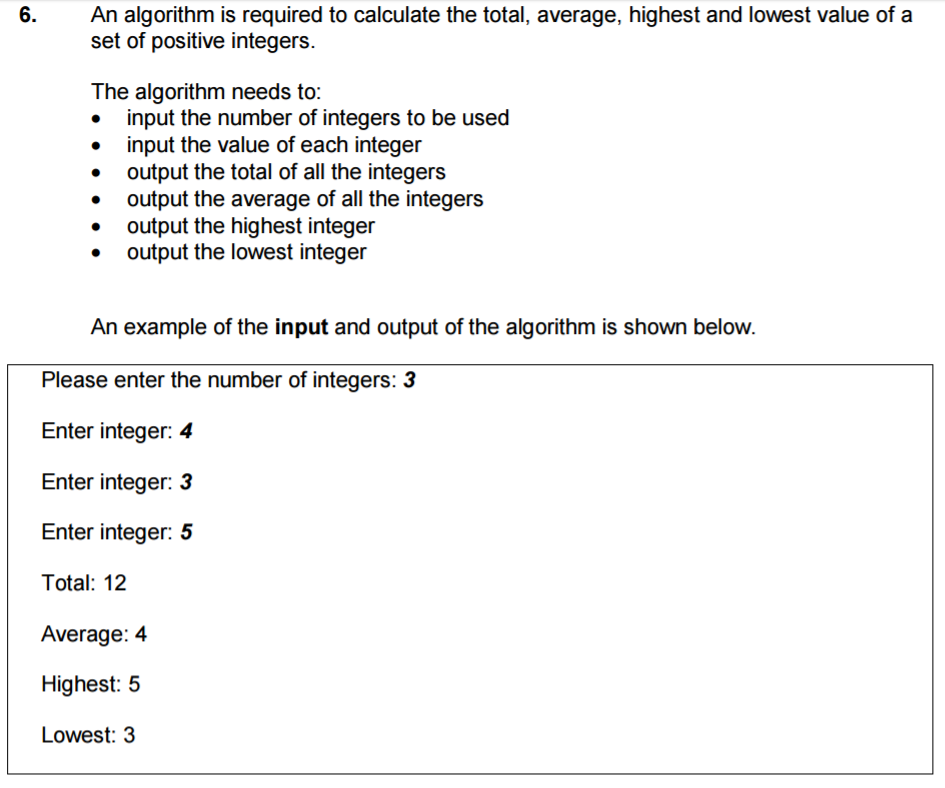 6. An algorithm is required to calculate the total, average, highest and lowest value of a
set of positive integers.
The algorithm needs to:
• input the number of integers to be used
• input the value of each integer
• output the total of all the integers
• output the average of all the integers
• output the highest integer
• output the lowest integer
An example of the input and output of the algorithm is shown below.
Please enter the number of integers: 3
Enter integer: 4
Enter integer: 3
Enter integer: 5
Total: 12
Average: 4
Highest: 5
Lowest: 3